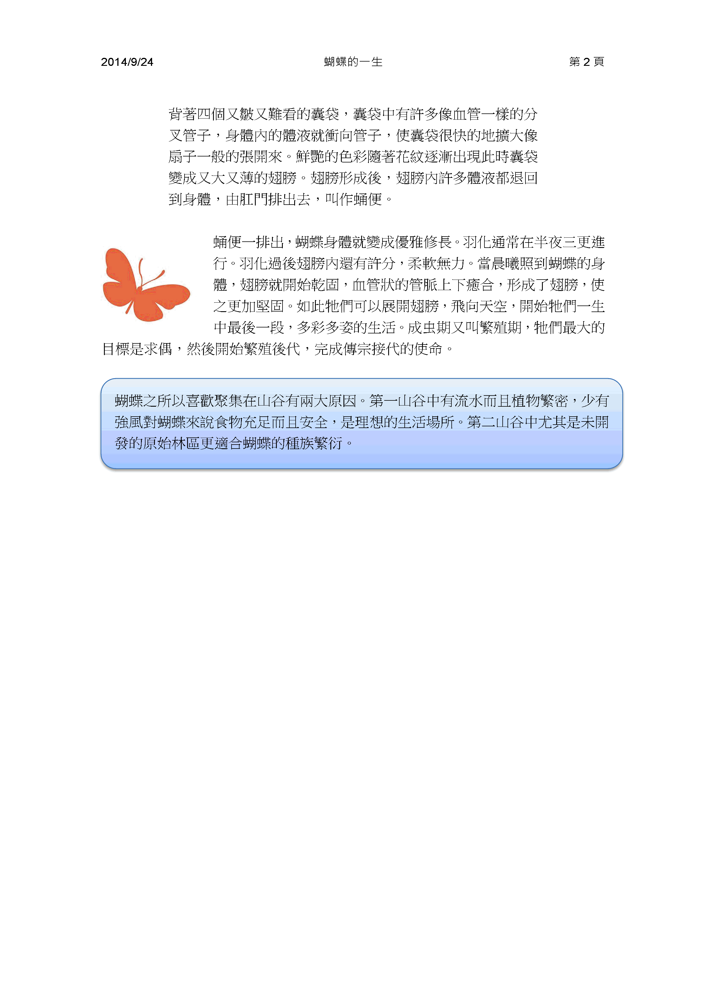 2014/9/24 蝴蝶的一生 第 2 頁
背著四個又皺又難看的囊袋，囊袋中有許多像血管一樣的分
叉管子，身體內的體液就衝向管子，使囊袋很快的地擴大像
扇子一般的張開來。鮮艷的色彩隨著花紋逐漸出現此時囊袋
變成又大又薄的翅膀。翅膀形成後，翅膀內許多體液都退回
到身體，由肛門排出去，叫作蛹便。
蛹便一排出，蝴蝶身體就變成優雅修長。羽化通常在半夜三更進
行。羽化過後翅膀內還有許分，柔軟無力。當晨曦照到蝴蝶的身
體，翅膀就開始乾固，血管狀的管脈上下癒合，形成了翅膀，使
之更加堅固。如此牠們可以展開翅膀，飛向天空，開始牠們一生
中最後一段，多彩多姿的生活。成虫期又叫繁殖期，牠們最大的
目標是求偶，然後開始繁殖後代，完成傳宗接代的使命。
蝴蝶之所以喜歡聚集在山谷有兩大原因。第一山谷中有流水而且植物繁密，少有
強風對蝴蝶來說食物充足而且安全，是理想的生活場所。第二山谷中尤其是未開
發的原始林區更適合蝴蝶的種族繁衍。